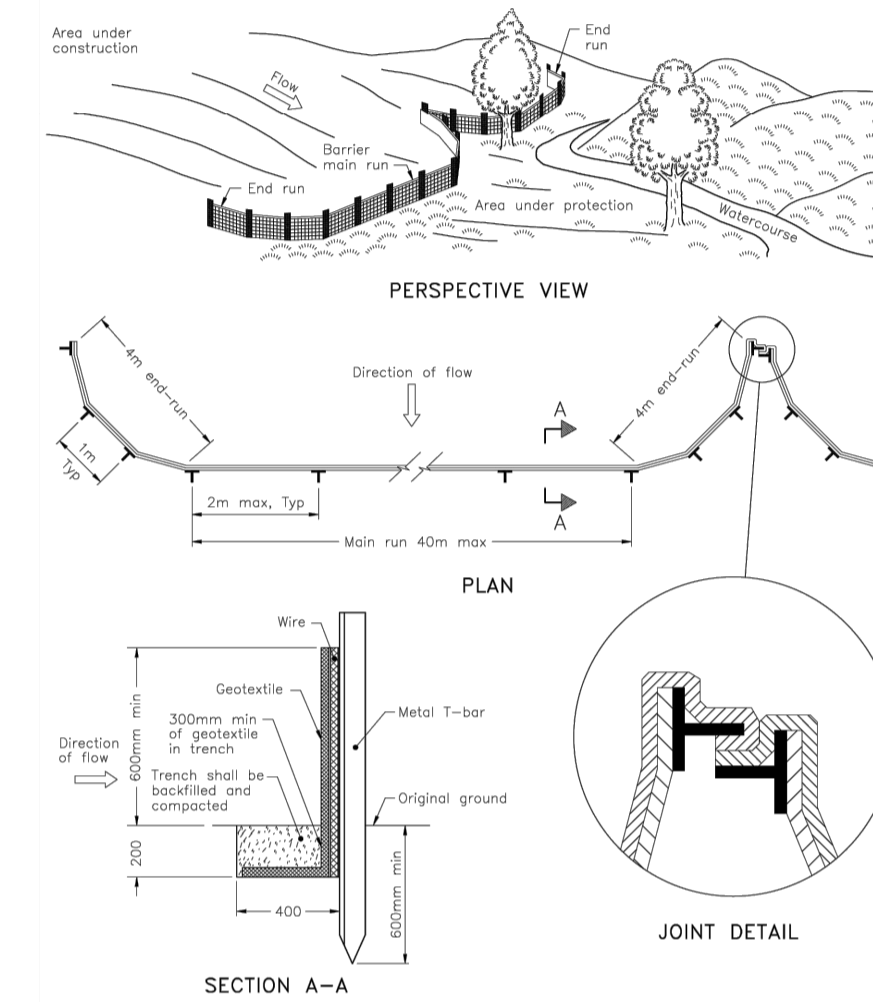 Area under
construction
End
run
Flow
Barrier
main run
End run
Area under protection
Watercourse
PERSPECTIVE VIEW
4m end-run
Direction of flow
4m end-run
A
1m
Typ
2m max, Typ
A
Main run 40m max
PLAN
Wire
Geotextile
300mm min
of geotextile
in trench
Metal T-bar
600mm min
Direction
of flow
Trench shall be
backfilled and
compacted
Original ground
200
400
600mm min
JOINT DETAIL
SECTION A-A